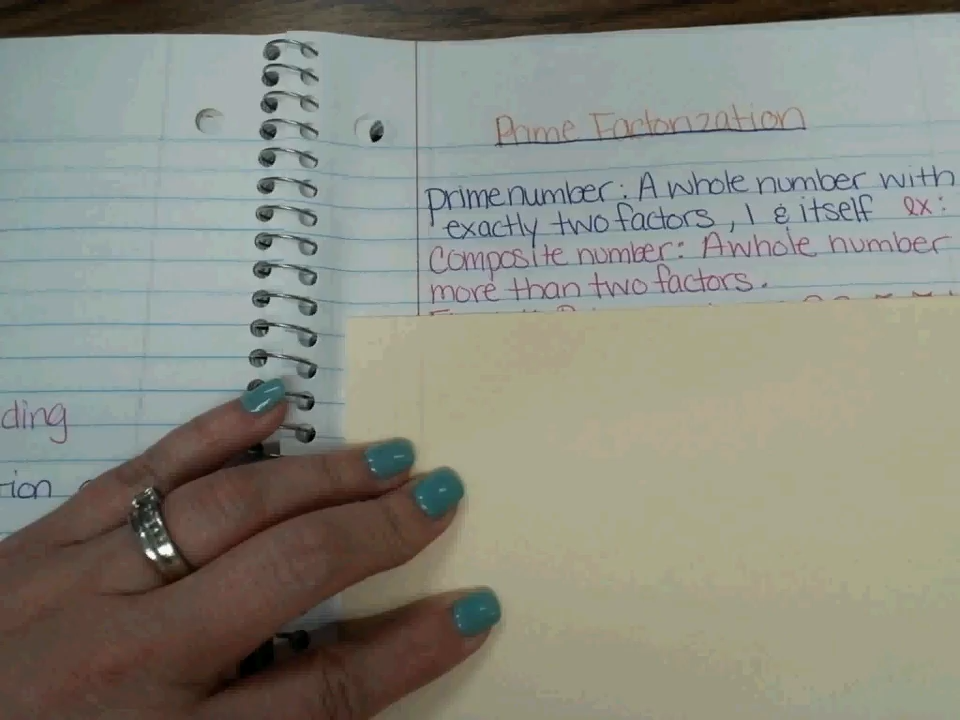 Prime Factorization
prime number: A whole number with
exactly two factors, 1 & itself ex:
Composite number: A whole number
more than two factors.
ding